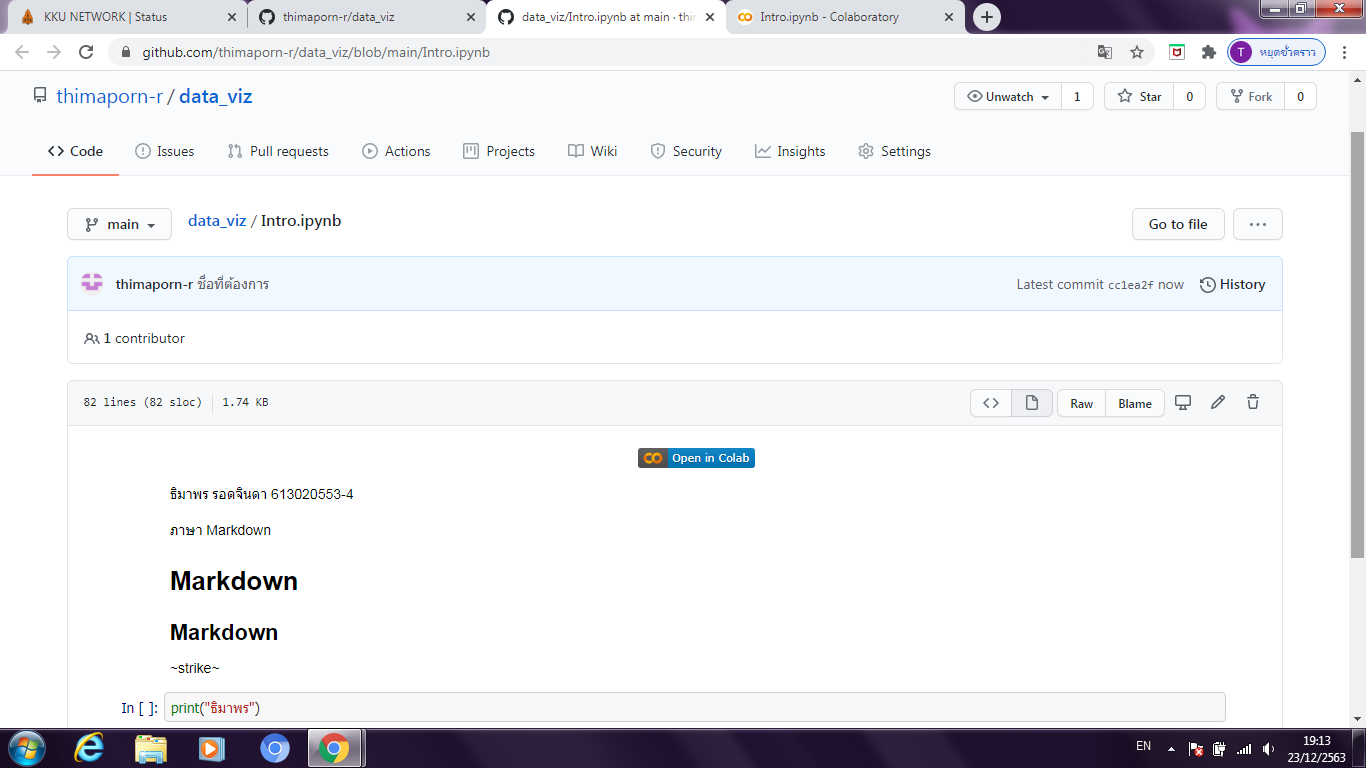 KKU NETWORK | Status
thimaporn-r/data_viz
data_viz/Intro.ipynb at main · thim
Intro.ipynb - Colaboratory
github.com/thimaporn-r/data_viz/blob/main/Intro.ipynb
T หยุดชั่วคราว
thimaporn-r / data_viz
Unwatch 1 Star 0 Fork 0
Code Issues Pull requests Actions Projects Wiki Security Insights Settings
main data_viz / Intro.ipynb Go to file
thimaporn-r ชื่อที่ต้องการ Latest commit cc1ea2f now History
1 contributor
82 lines (82 sloc) 1.74 KB Raw Blame
Open in Colab
ธิมาพร รอดจินดา 613020553-4
ภาษา Markdown
Markdown
Markdown
~strike~
In [ ]: print("ธิมาพร")
EN 19:13
23/12/2563